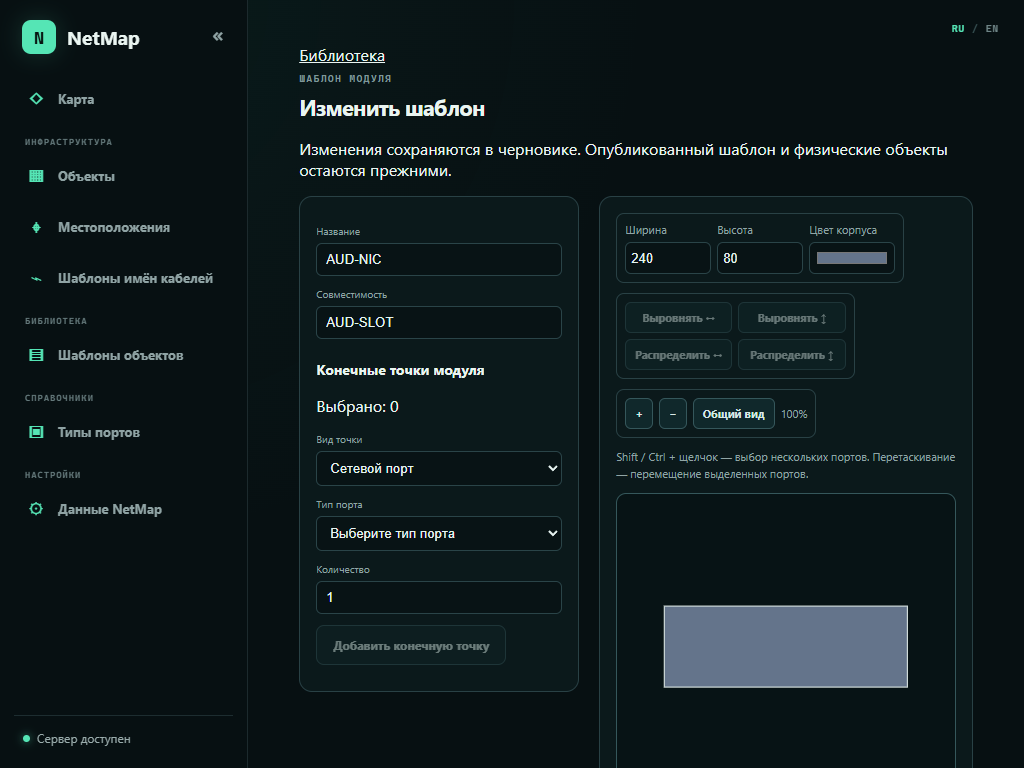 N NetMap «
Карта
ИНФРАСТРУКТУРА
Объекты
Местоположения
Шаблоны имён кабелей
БИБЛИОТЕКА
Шаблоны объектов
СПРАВОЧНИКИ
Типы портов
НАСТРОЙКИ
Данные NetMap
Сервер доступен
RU / EN
Библиотека
ШАБЛОН МОДУЛЯ
Изменить шаблон
Изменения сохраняются в черновике. Опубликованный шаблон и физические объекты
остаются прежними.
Название
AUD-NIC
Совместимость
AUD-SLOT
Конечные точки модуля
Выбрано: 0
Вид точки
Сетевой порт
Тип порта
Выберите тип порта
Количество
1
Добавить конечную точку
Ширина Высота Цвет корпуса
240 80
Выровнять ↔ Выровнять ↕
Распределить ↔ Распределить ↕
+ − Общий вид 100%
Shift / Ctrl + щелчок — выбор нескольких портов. Перетаскивание
— перемещение выделенных портов.